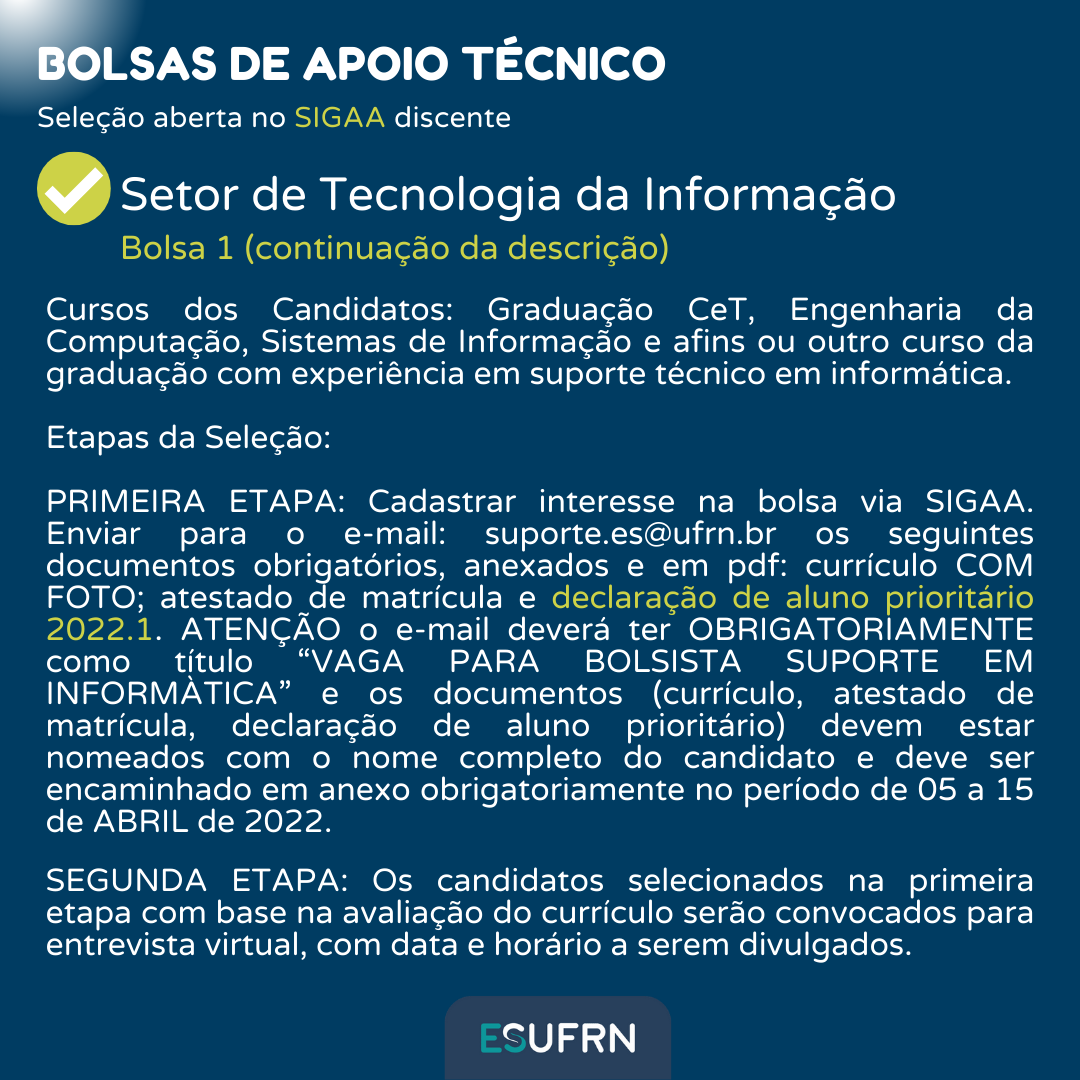 BOLSAS DE APOIO TÉCNICO
Seleção aberta no SIGAA discente
Setor de Tecnologia da Informação
Bolsa 1 (continuação da descrição)
Cursos dos Candidatos: Graduação CeT, Engenharia da
Computação, Sistemas de Informação e afins ou outro curso da
graduação com experiência em suporte técnico em informática.
Etapas da Seleção:
PRIMEIRA ETAPA: Cadastrar interesse na bolsa via SIGAA.
Enviar para o e-mail: suporte.es@ufrn.br os seguintes
documentos obrigatórios, anexados e em pdf: currículo COM
FOTO; atestado de matrícula e declaração de aluno prioritário
2022.1. ATENÇÃO o e-mail deverá ter OBRIGATORIAMENTE
como título “VAGA PARA BOLSISTA SUPORTE EM
INFORMÀTICA” e os documentos (currículo, atestado de
matrícula, declaração de aluno prioritário) devem estar
nomeados com o nome completo do candidato e deve ser
encaminhado em anexo obrigatoriamente no período de 05 a 15
de ABRIL de 2022.
SEGUNDA ETAPA: Os candidatos selecionados na primeira
etapa com base na avaliação do currículo serão convocados para
entrevista virtual, com data e horário a serem divulgados.
ESUFRN